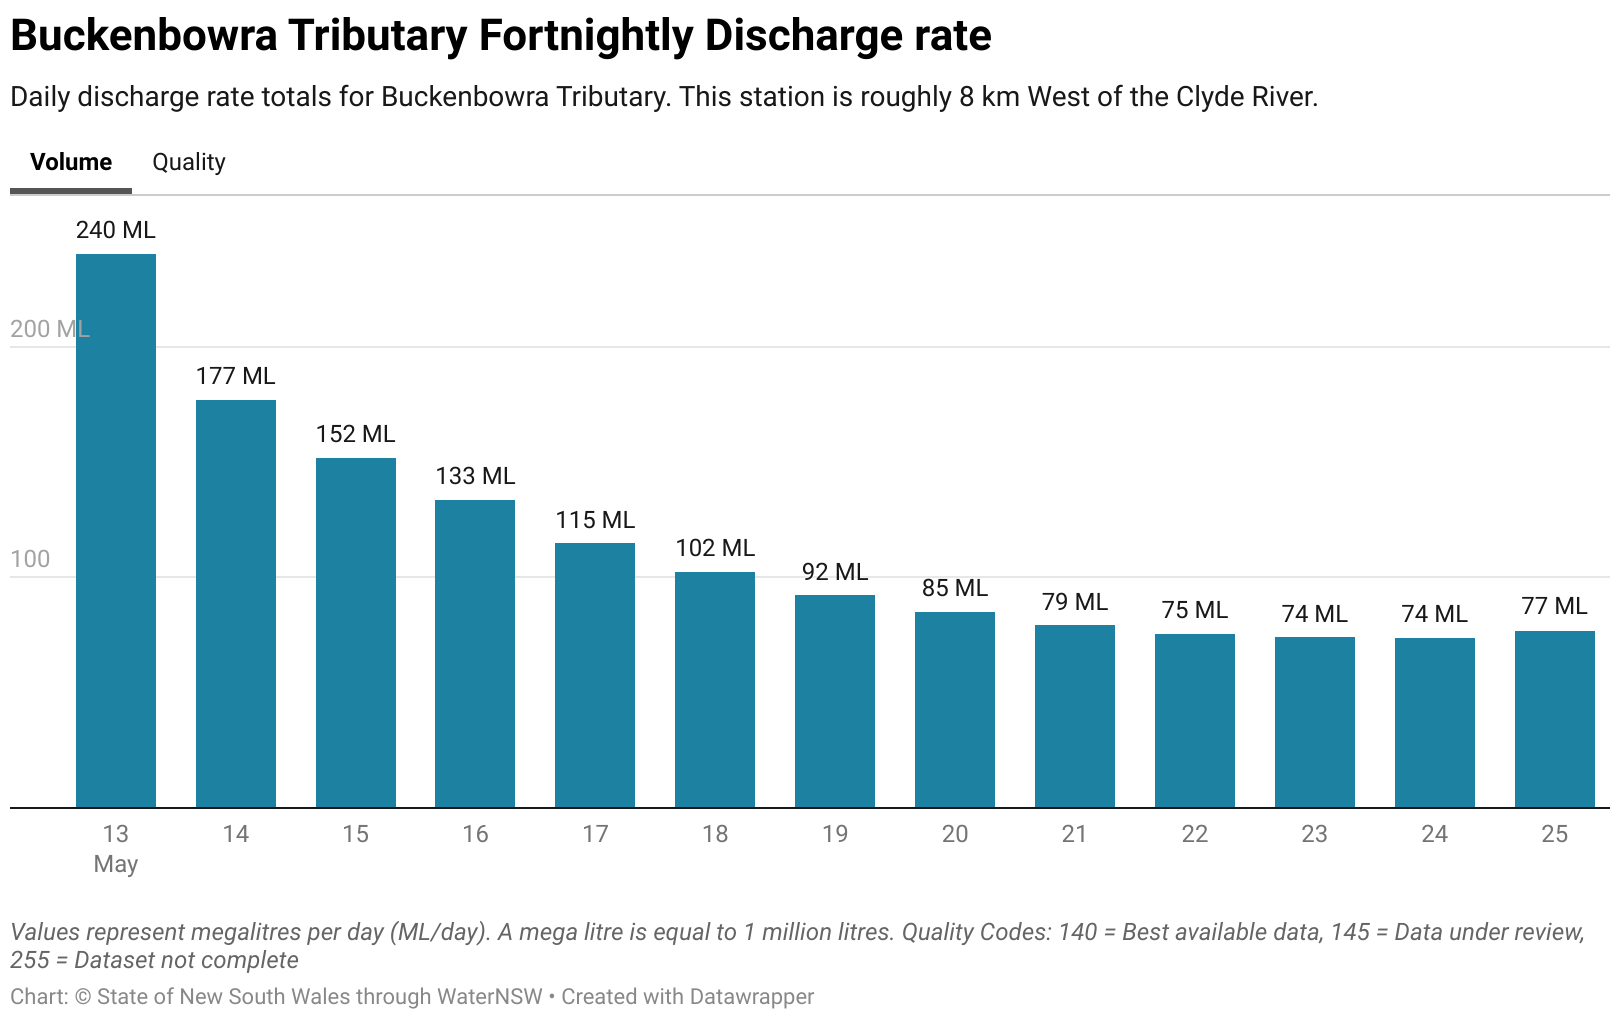 Buckenbowra Tributary Fortnightly Discharge rate
Daily discharge rate totals for Buckenbowra Tributary. This station is roughly 8 km West of the Clyde River.
Volume Quality
240 ML
200 ML
177 ML
152 ML
133 ML
115 ML
102 ML
100
92 ML
85 ML
79 ML
75 ML
74 ML
74 ML
77 ML
13 14 15 16 17 18 19 20 21 22 23 24 25
May
Values represent megalitres per day (ML/day). A mega litre is equal to 1 million litres. Quality Codes: 140 = Best available data, 145 = Data under review,
255 = Dataset not complete
Chart: © State of New South Wales through WaterNSW • Created with Datawrapper